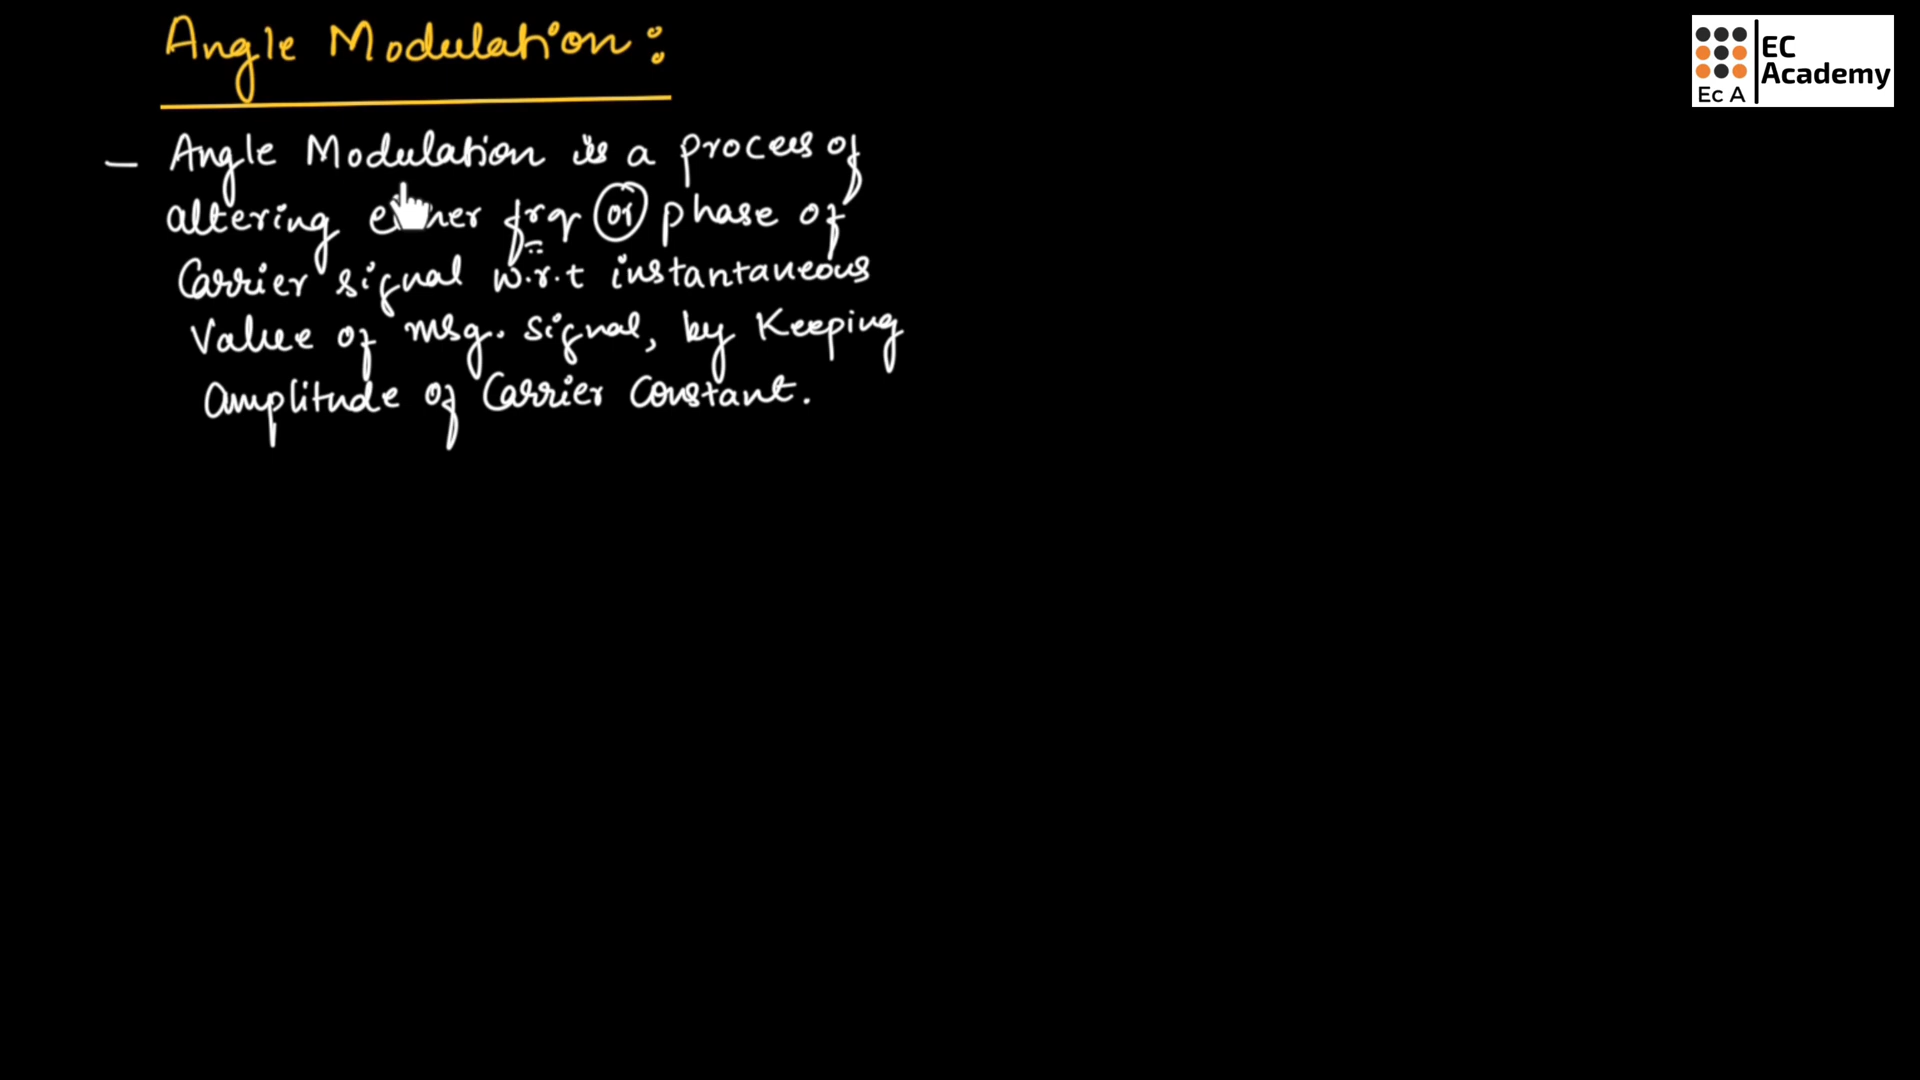 Angle Modulation :
EC
Academy
Ec A
– Angle Modulation is a process of
altering either frq or phase of
Carrier signal w.r.t instantaneous
Value of msg. signal, by Keeping
Amplitude of Carrier Constant.